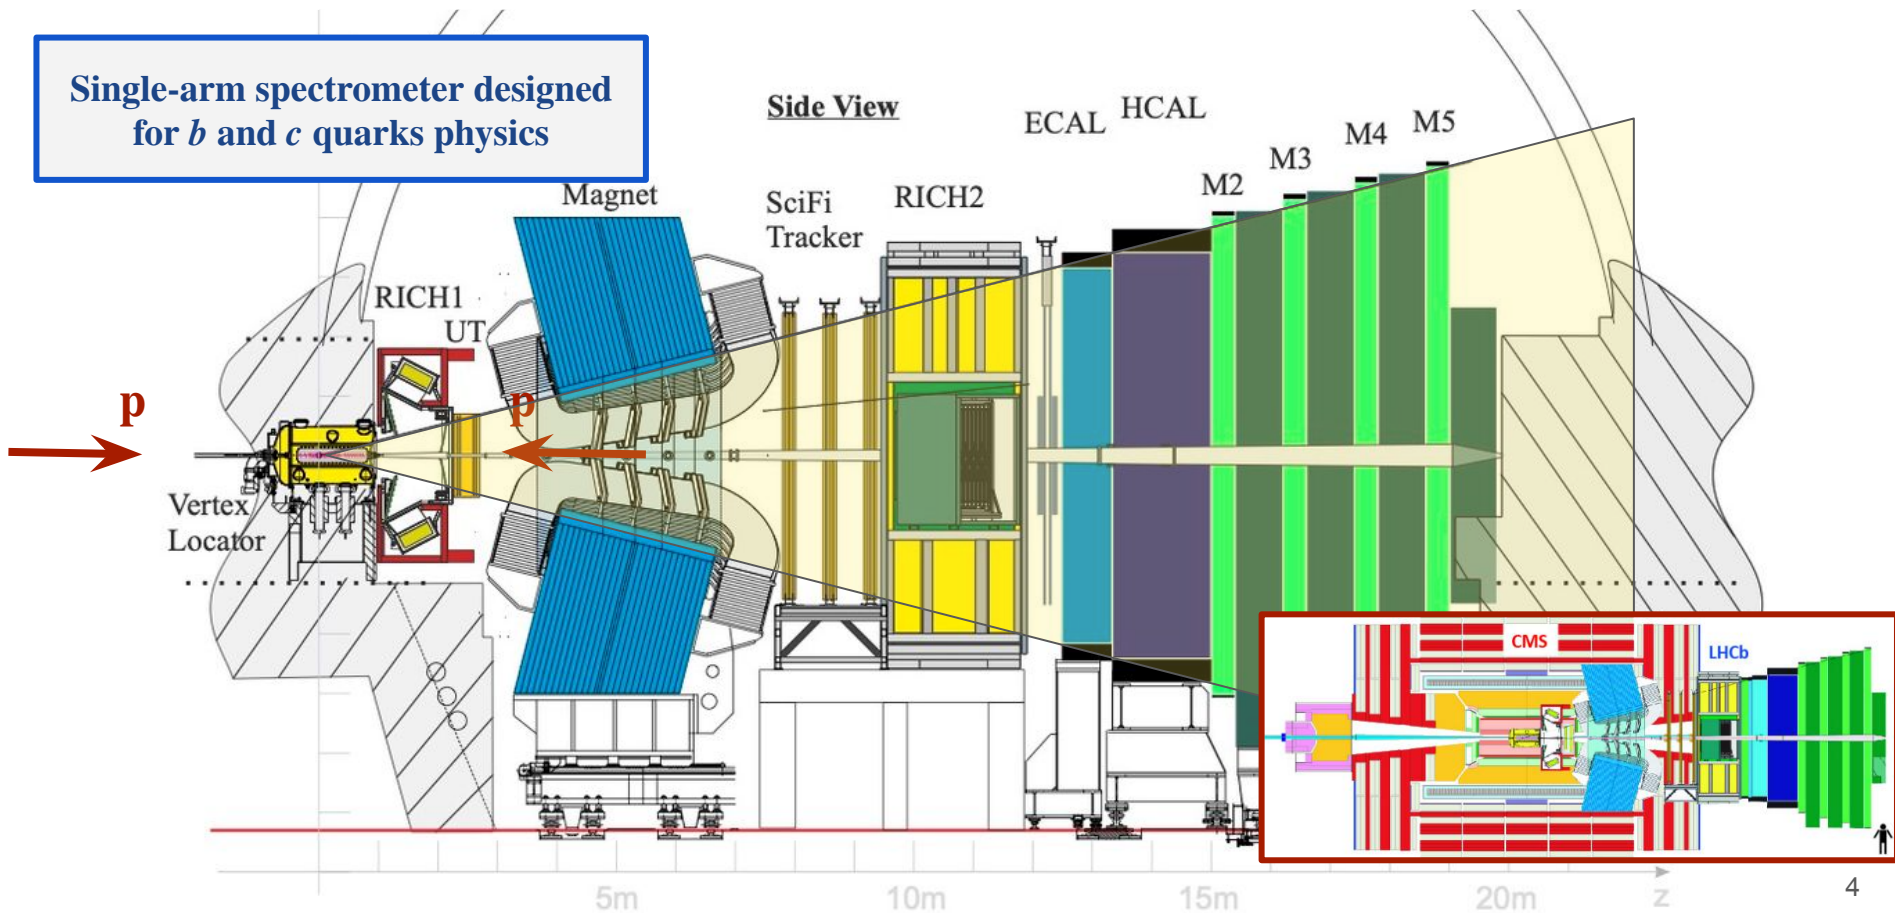 Single-arm spectrometer designed
for b and c quarks physics
Side View
ECAL
HCAL
M2
M3
M4
M5
Magnet
SciFi
Tracker
RICH2
RICH1
UT
p
p
Vertex
Locator
CMS
LHCb
5m
10m
15m
20m
z
4